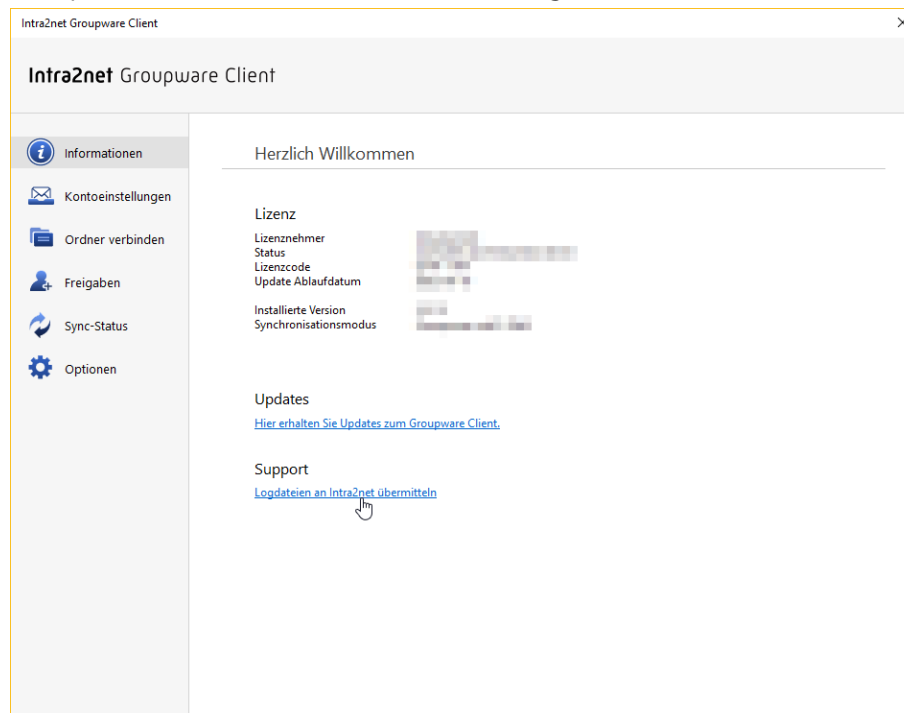 Intra2net Groupware Client
Intra2net Groupware Client
Informationen
Kontoeinstellungen
Ordner verbinden
Freigaben
Sync-Status
Optionen
Herzlich Willkommen
Lizenz
Lizenznehmer
Status
Lizenzcode
Update Ablaufdatum
Installierte Version
Synchronisationsmodus
Updates
Hier erhalten Sie Updates zum Groupware Client.
Support
Logdateien an Intra2net übermitteln